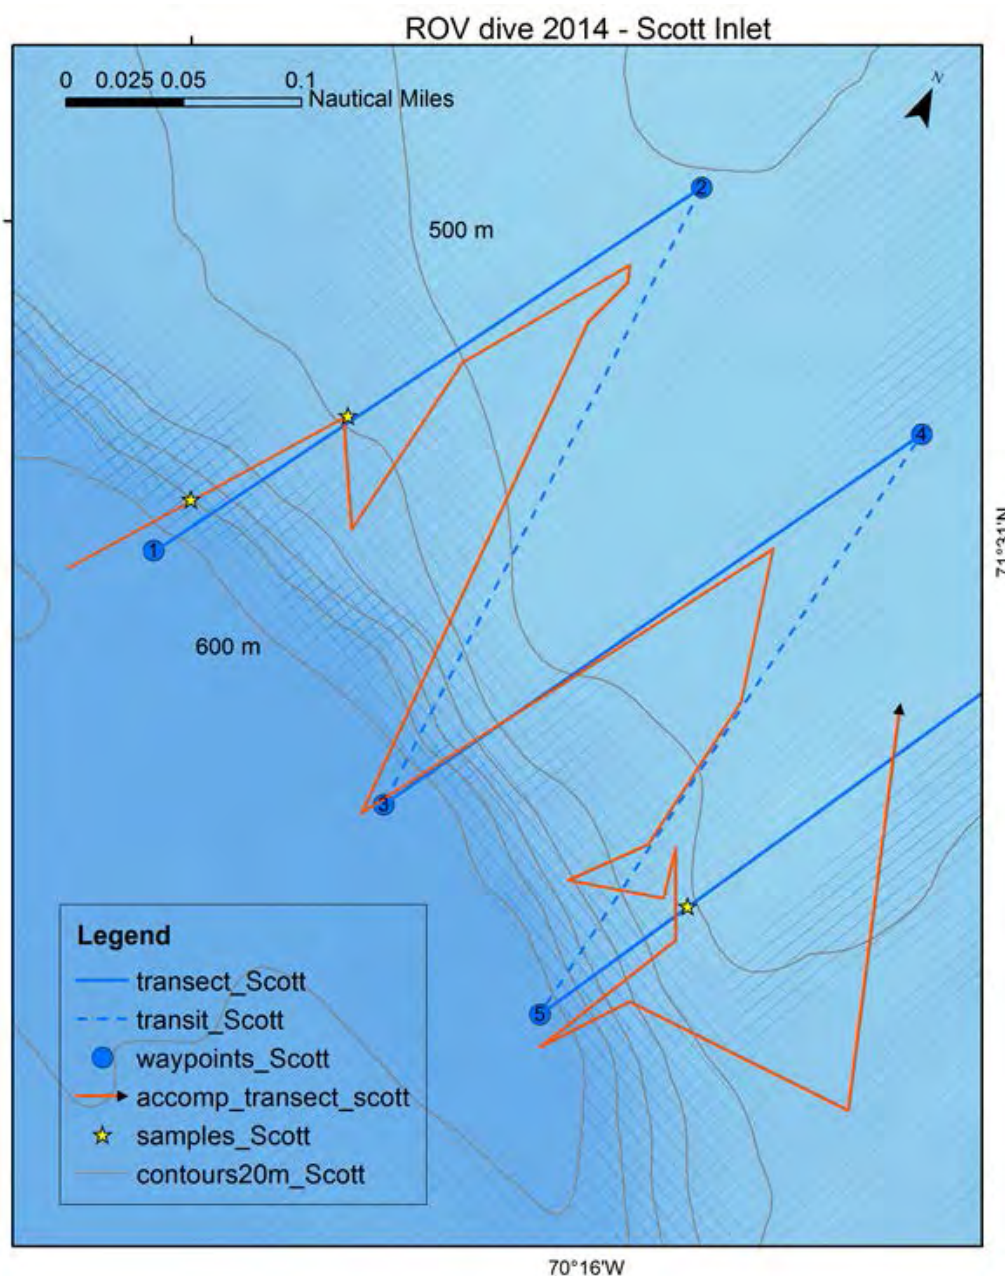 ROV dive 2014 - Scott Inlet
0 0.025 0.05 0.1
Nautical Miles
N
2
500 m
4
1
71°31'N
600 m
3
5
Legend
transect_Scott
transit_Scott
waypoints_Scott
accomp_transect_scott
samples_Scott
contours20m_Scott
70°16'W